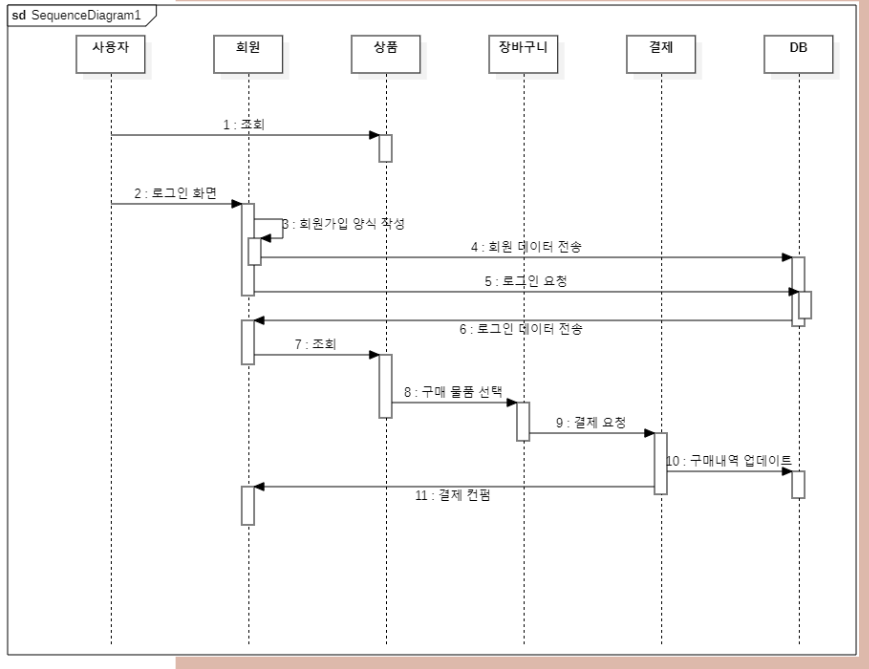 sd SequenceDiagram1
사용자 회원 상품 장바구니 결제 DB
1 : 조회
2 : 로그인 화면
3 : 회원가입 양식 작성
4 : 회원 데이터 전송
5 : 로그인 요청
6 : 로그인 데이터 전송
7 : 조회
8 : 구매 물품 선택
9 : 결제 요청
10 : 구매내역 업데이트
11 : 결제 컨펌